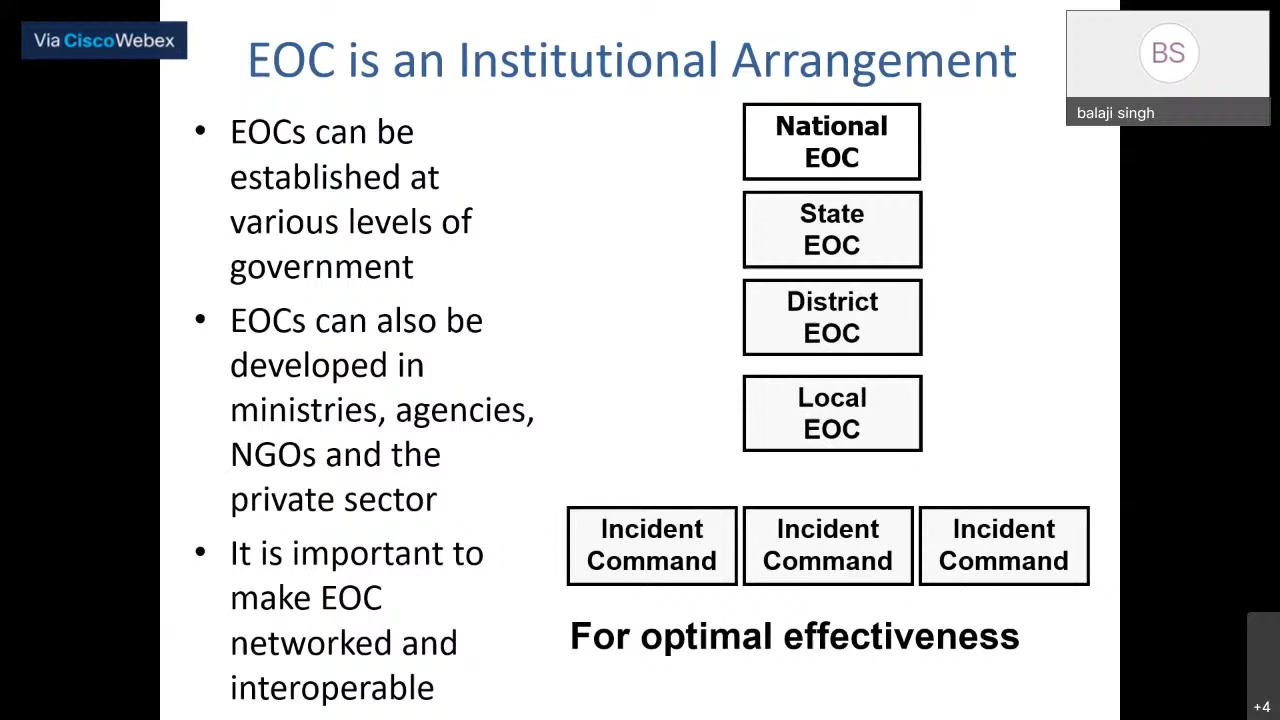 Via CiscoWebex
EOC is an Institutional Arrangement
BS
balaji singh
• EOCs can be
established at
various levels of
government
• EOCs can also be
developed in
ministries, agencies,
NGOs and the
private sector
• It is important to
make EOC
networked and
interoperable
National
EOC
State
EOC
District
EOC
Local
EOC
Incident
Command
Incident
Command
Incident
Command
For optimal effectiveness
+4